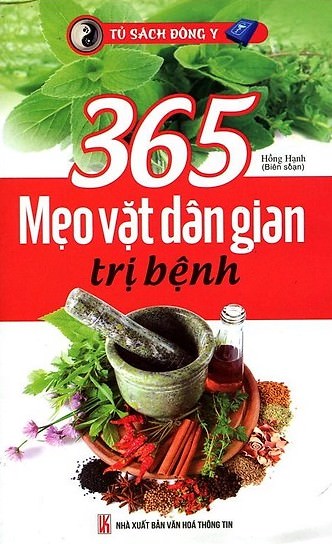 TỦ SÁCH ĐÔNG Y
365
Hồng Hạnh
(Biên soạn)
Mẹo vặt dân gian
trị bệnh
NHÀ XUẤT BẢN VĂN HOÁ THÔNG TIN